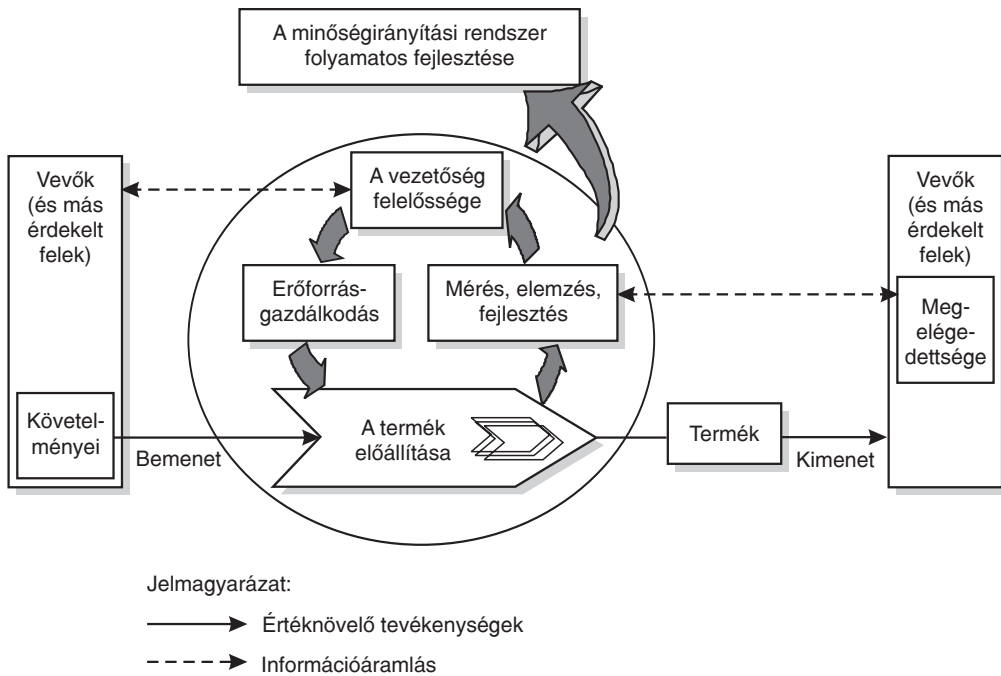 A minőségirányítási rendszer
folyamatos fejlesztése
Vevők
(és más
érdekelt
felek)
A vezetőség
felelőssége
Vevők
(és más
érdekelt
felek)
Erőforrás-
gazdálkodás
Mérés, elemzés,
fejlesztés
Meg-
elége-
dettsége
Követel-
ményei
Bemenet
A termék
előállítása
Termék
Kimenet
Jelmagyarázat:
Értéknövelő tevékenységek
Információáramlás